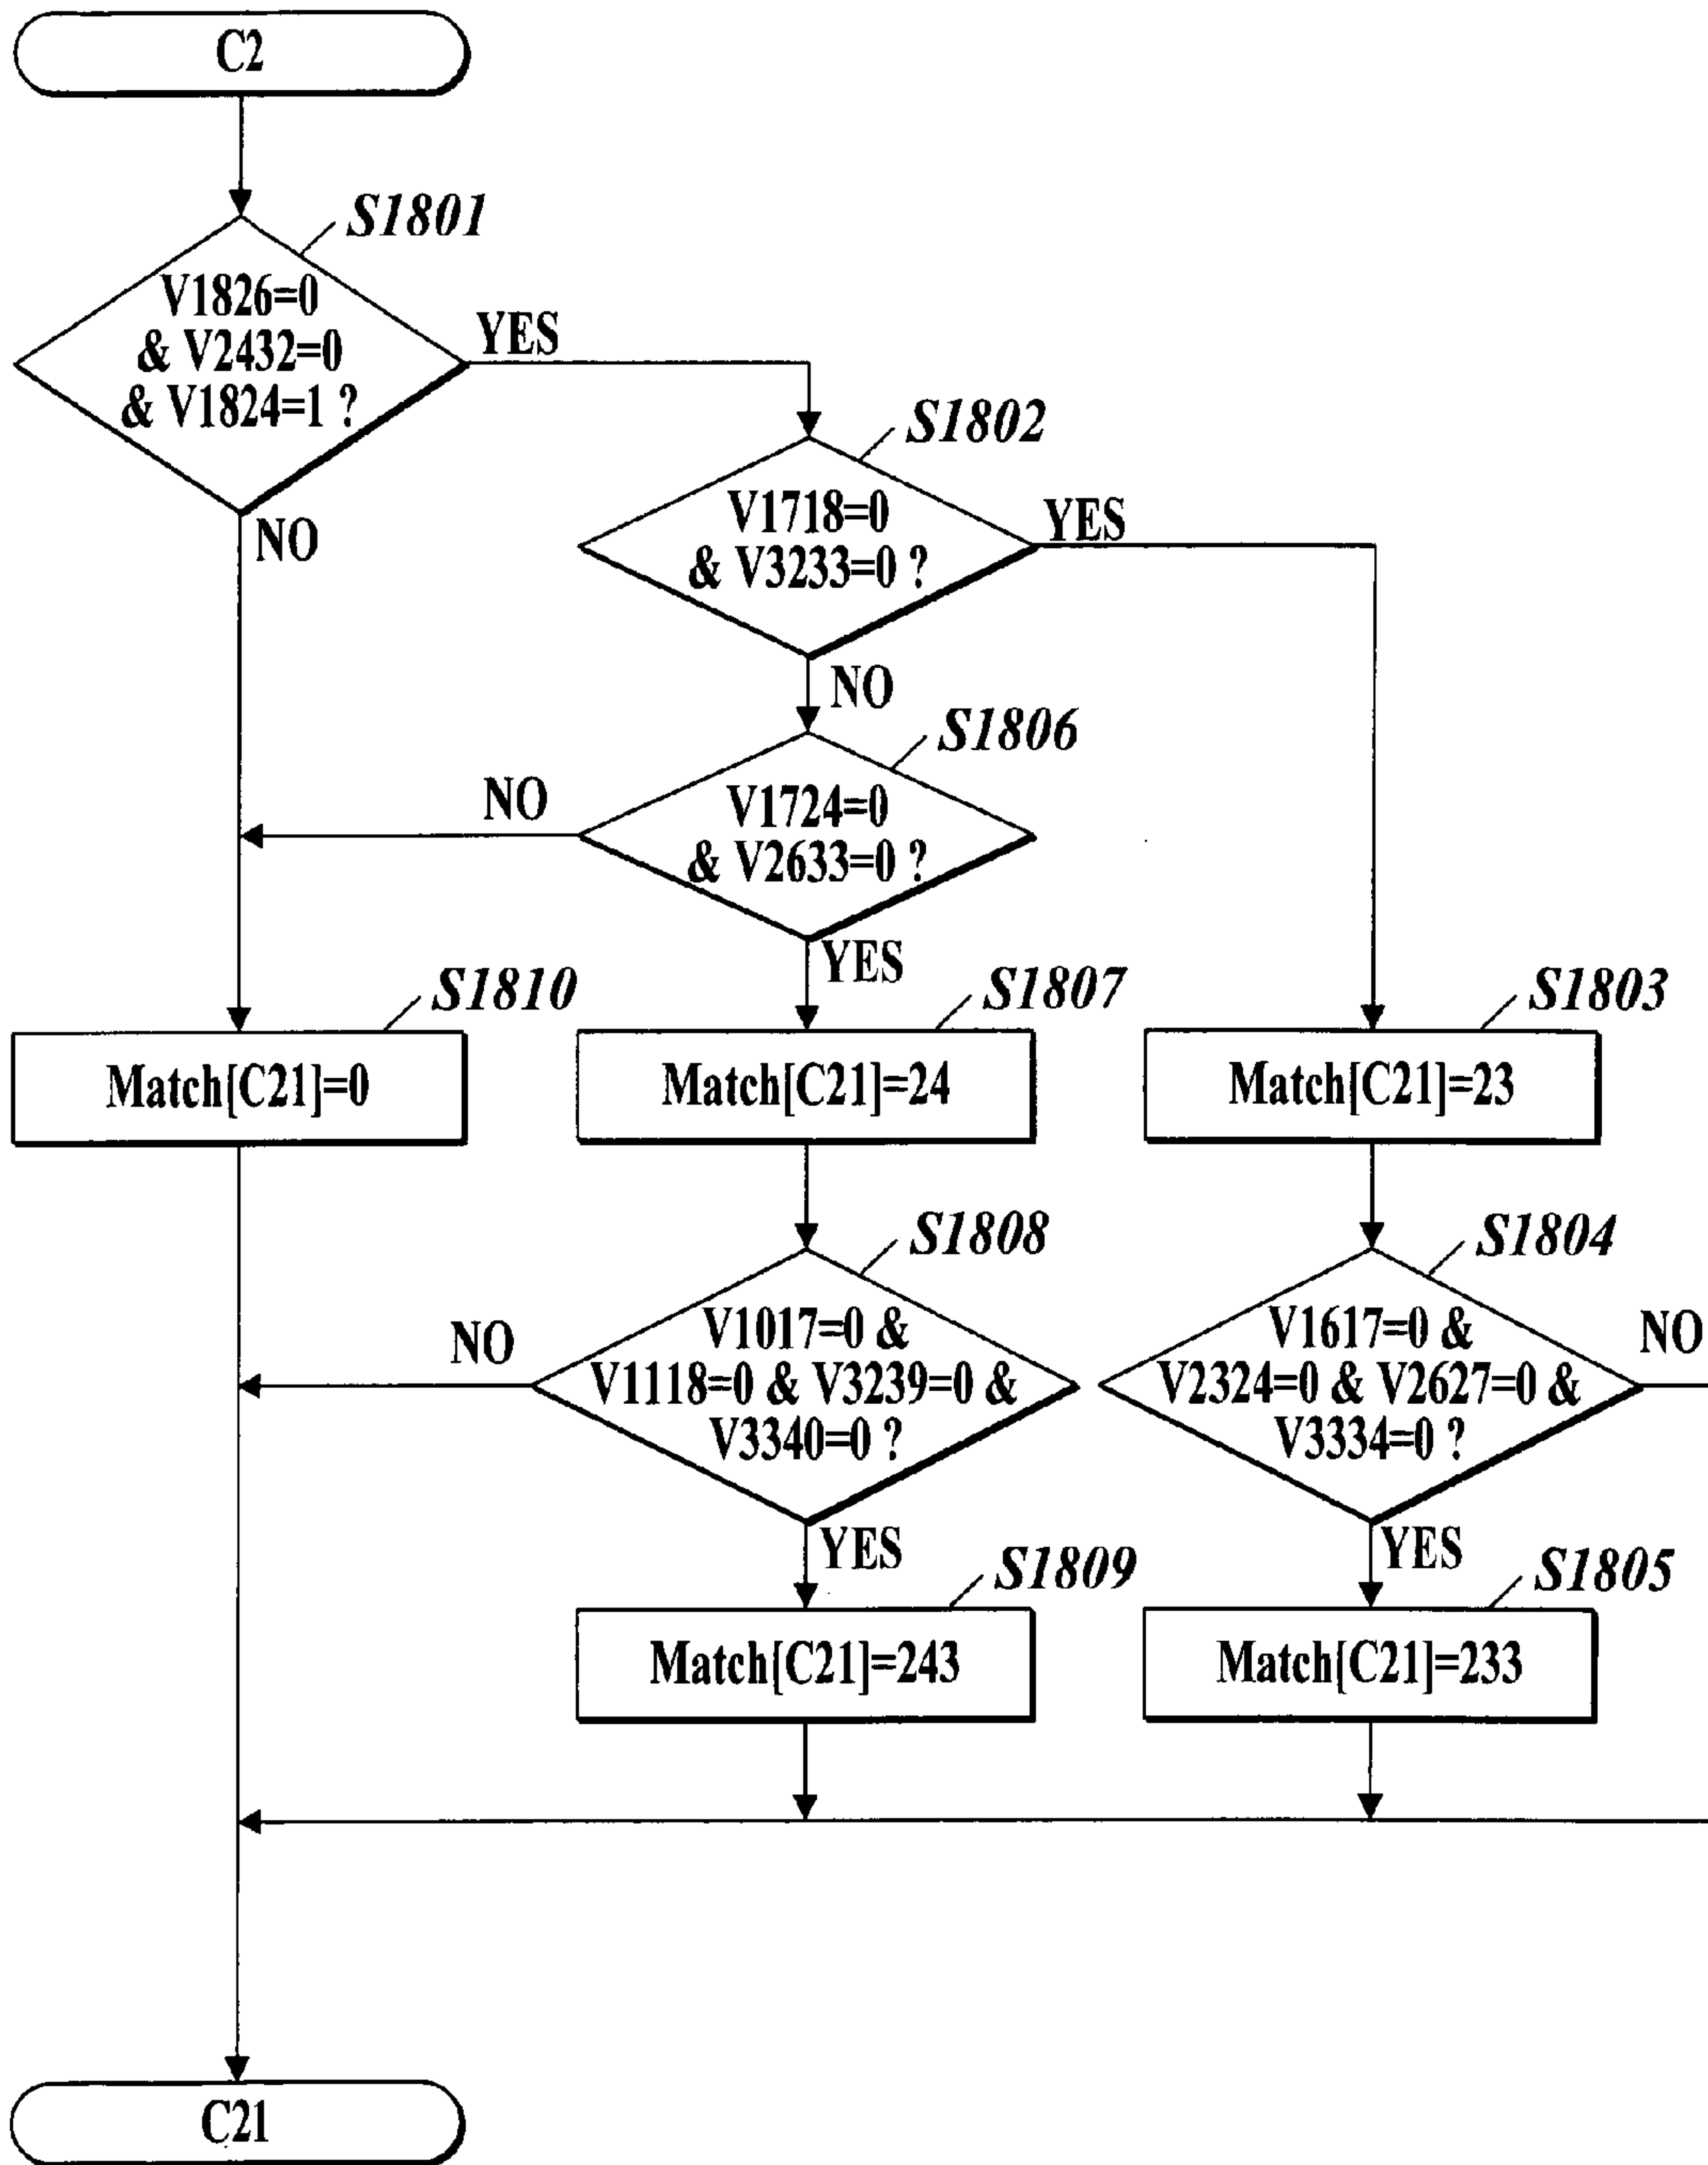 C2
S1801
V1826=0
& V2432=0
& V1824=1 ?
YES
NO
S1802
V1718=0
& V3233=0 ?
YES
NO
S1806
V1724=0
& V2633=0 ?
NO
YES
S1810
Match[C21]=0
S1807
Match[C21]=24
S1803
Match[C21]=23
S1808
V1017=0 &
V1118=0 & V3239=0 &
V3340=0 ?
NO
YES
S1804
V1617=0 &
V2324=0 & V2627=0 &
V3334=0 ?
NO
YES
S1809
Match[C21]=243
S1805
Match[C21]=233
C21